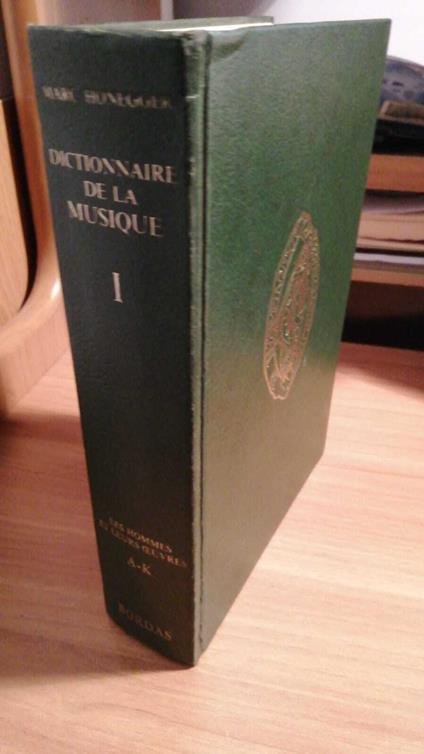 MARC HONEGGER
DICTIONNAIRE
DE LA
MUSIQUE
I
LES HOMMES
ET LEURS ŒUVRES
A-K
BORDAS